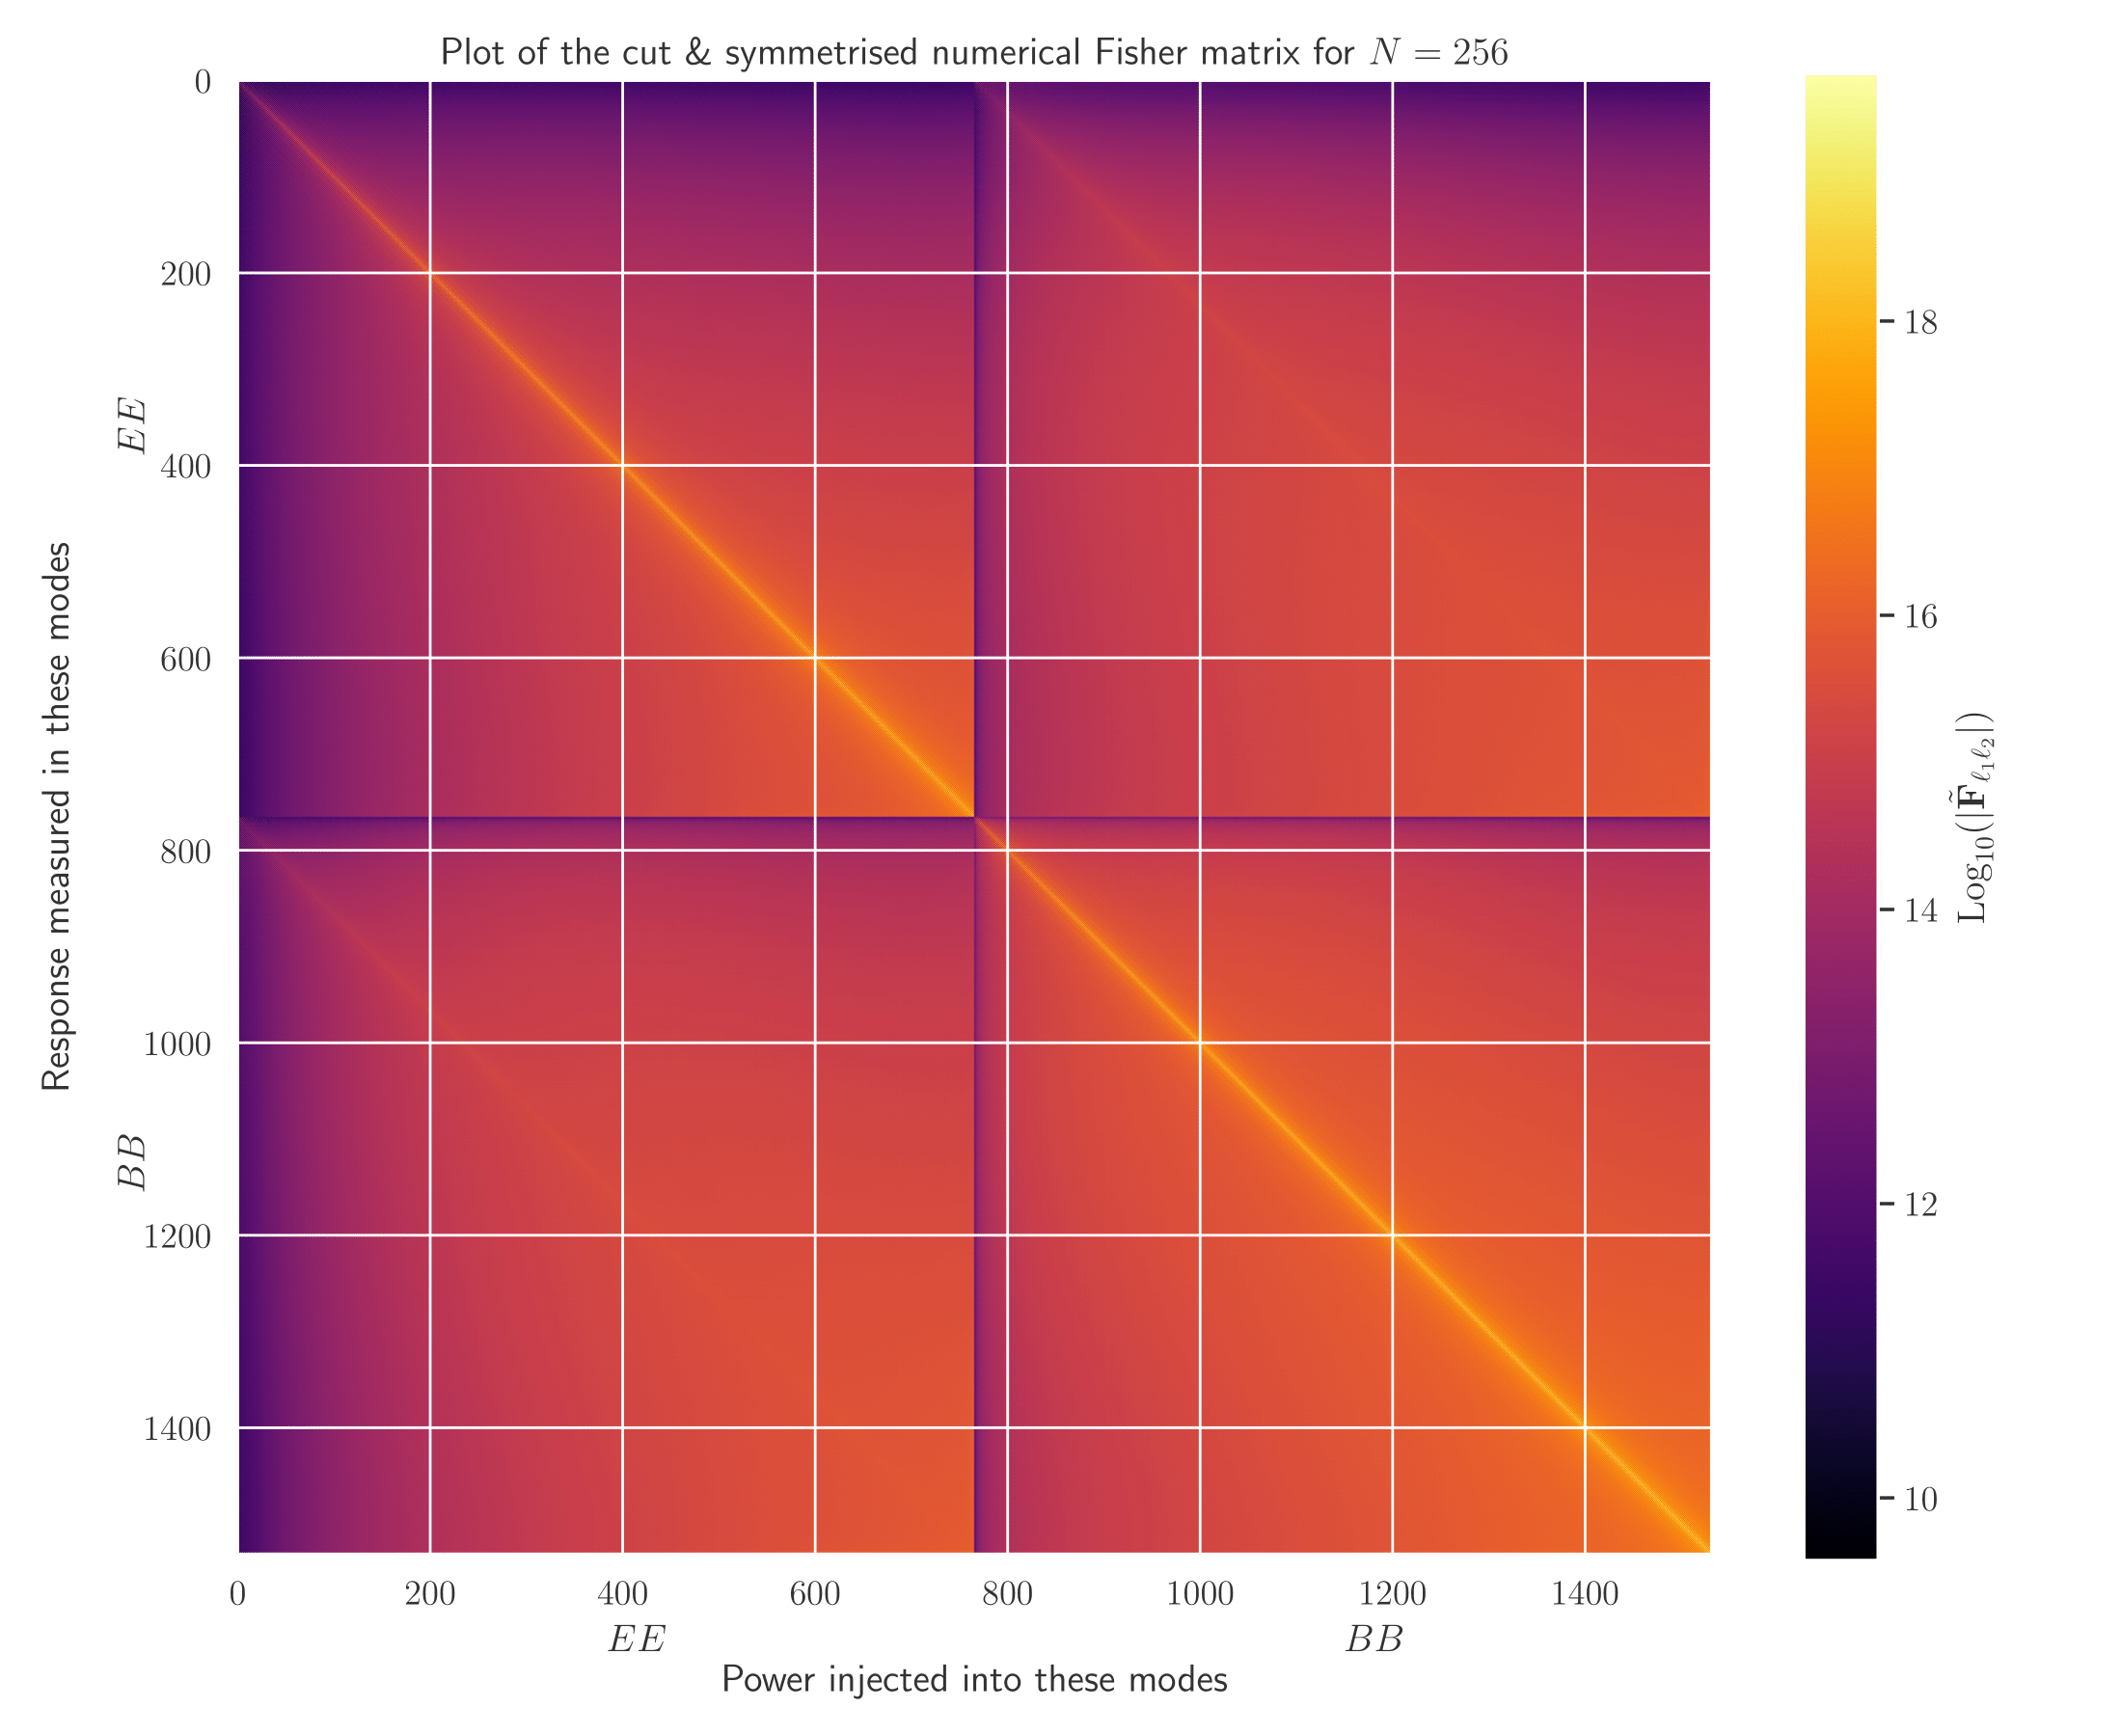 Plot of the cut & symmetrised numerical Fisher matrix for N = 256
0
200
400
600
800
1000
1200
1400
EE
BB
Response measured in these modes
0 200 400 600 800 1000 1200 1400
EE BB
Power injected into these modes
18
16
14
12
10
Log₁₀(|F̃ℓ₁ℓ₂|)